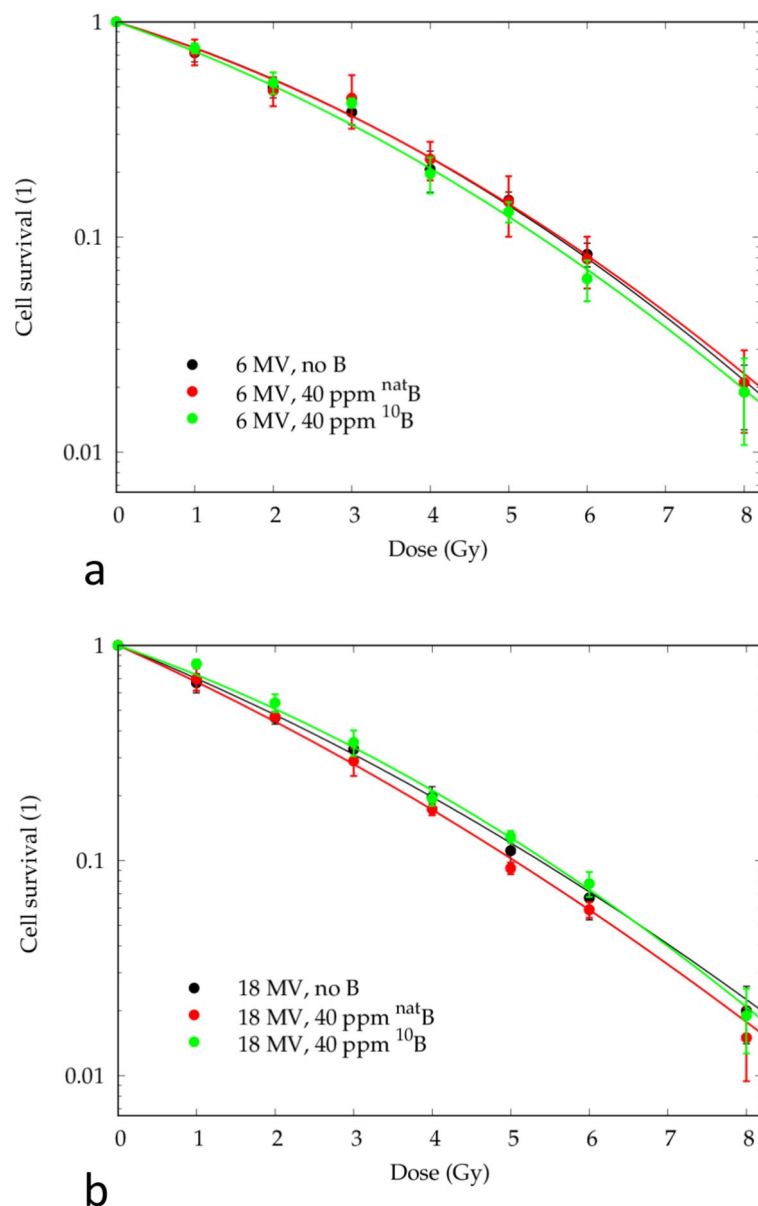 1
0.1
0.01
Cell survival (1)
6 MV, no B
6 MV, 40 ppm natB
6 MV, 40 ppm 10B
0 1 2 3 4 5 6 7 8
Dose (Gy)
a
1
0.1
0.01
Cell survival (1)
18 MV, no B
18 MV, 40 ppm natB
18 MV, 40 ppm 10B
0 1 2 3 4 5 6 7 8
Dose (Gy)
b